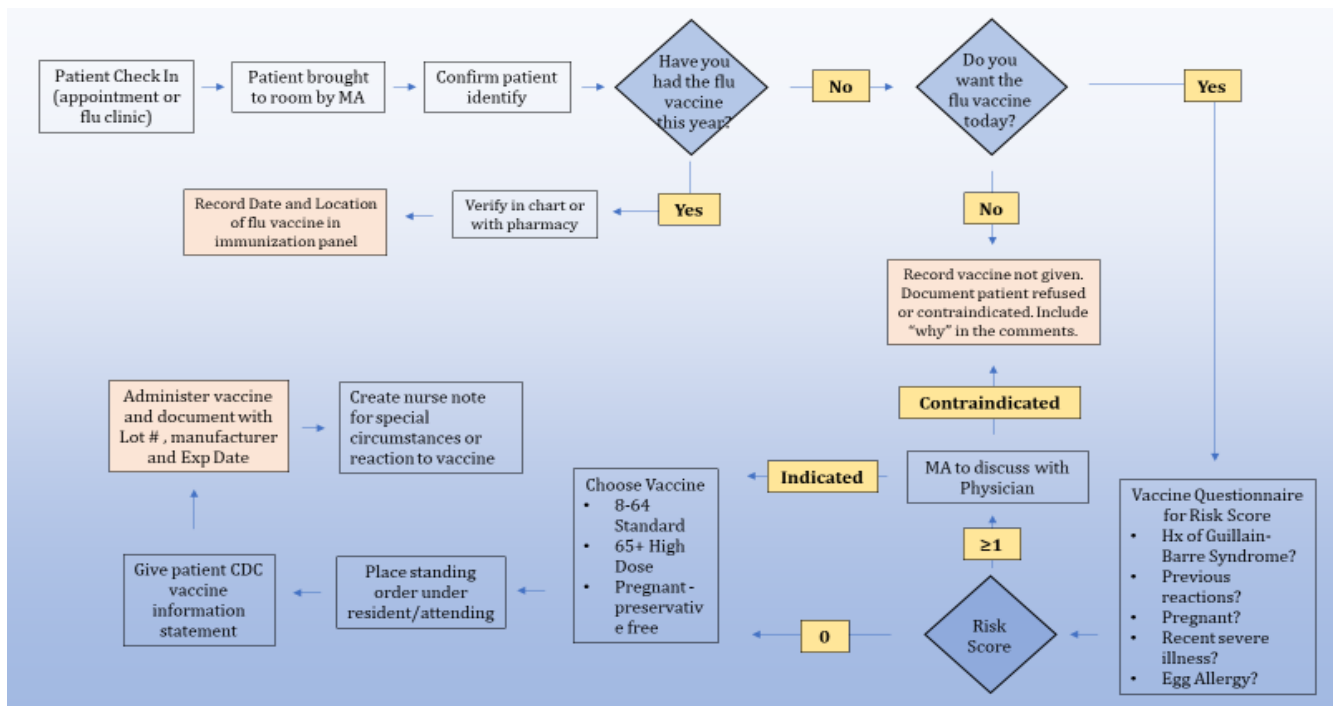 Patient Check In
(appointment or
flu clinic)
Patient brought
to room by MA
Confirm patient
identify
Have you
had the flu
vaccine
this year?
No
Do you
want the
flu vaccine
today?
Yes
Yes
Verify in chart or
with pharmacy
Record Date and Location
of flu vaccine in
immunization panel
No
Record vaccine not given.
Document patient refused
or contraindicated. Include
“why” in the comments.
Contraindicated
MA to discuss with
Physician
Indicated
≥1
Vaccine Questionnaire
for Risk Score
• Hx of Guillain-
Barre Syndrome?
• Previous
reactions?
• Pregnant?
• Recent severe
illness?
• Egg Allergy?
Risk
Score
0
Choose Vaccine
• 8-64
Standard
• 65+ High
Dose
• Pregnant-
preservativ
e free
Place standing
order under
resident/attending
Give patient CDC
vaccine
information
statement
Administer vaccine
and document with
Lot # , manufacturer
and Exp Date
Create nurse note
for special
circumstances or
reaction to vaccine